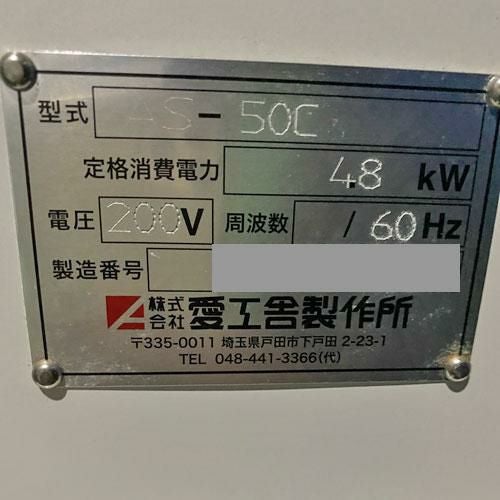 型式 AS-50C
定格消費電力 4.8 kW
電圧 200V 周波数 / 60Hz
製造番号
株式会社 愛工舎製作所
〒335-0011 埼玉県戸田市下戸田 2-23-1
TEL 048-441-3366(代)